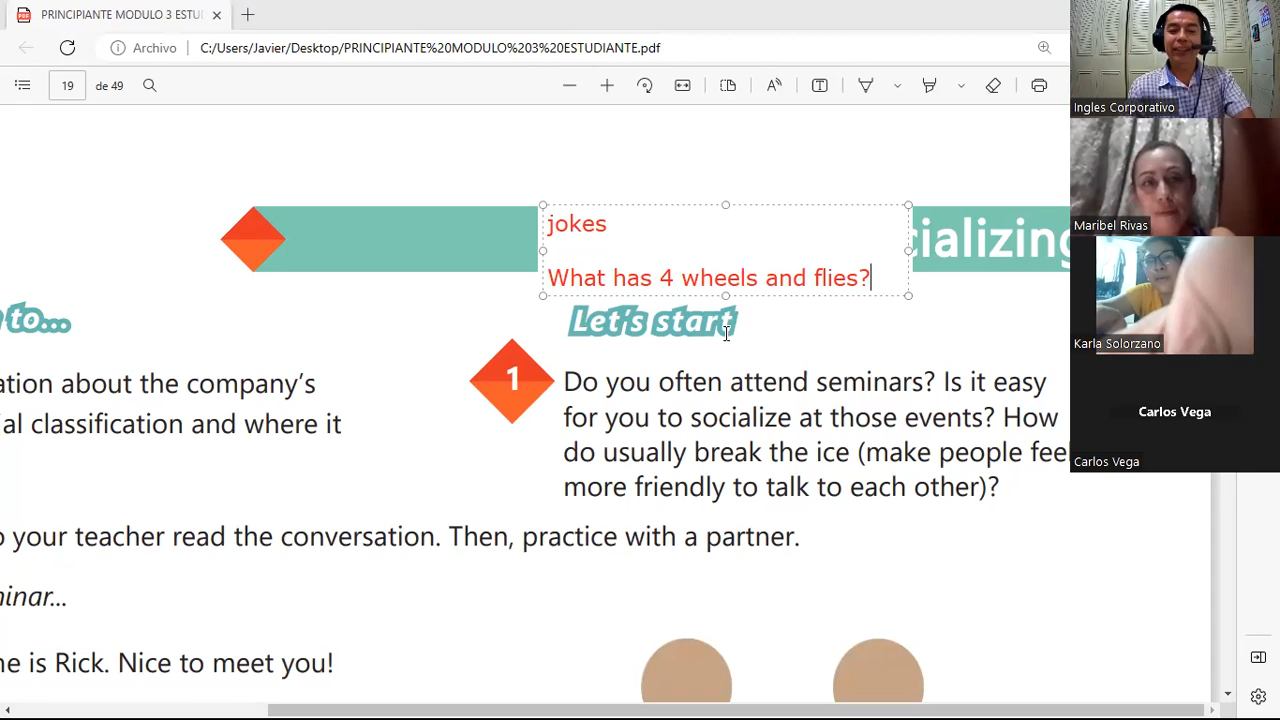 PRINCIPIANTE MODULO 3 ESTU
Archivo
C:/Users/Javier/Desktop/PRINCIPIANTE%20MODULO%203%20ESTUDIANTE.pdf
19
de 49
jokes
cializing
What has 4 wheels and flies?
to...
Let's start
1
Do you often attend seminars? Is it easy
for you to socialize at those events? How
do usually break the ice (make people feel
more friendly to talk to each other)?
ation about the company's
ial classification and where it
o your teacher read the conversation. Then, practice with a partner.
minar...
ne is Rick. Nice to meet you!
Ingles Corporativo
Maribel Rivas
Karla Solorzano
Carlos Vega
Carlos Vega